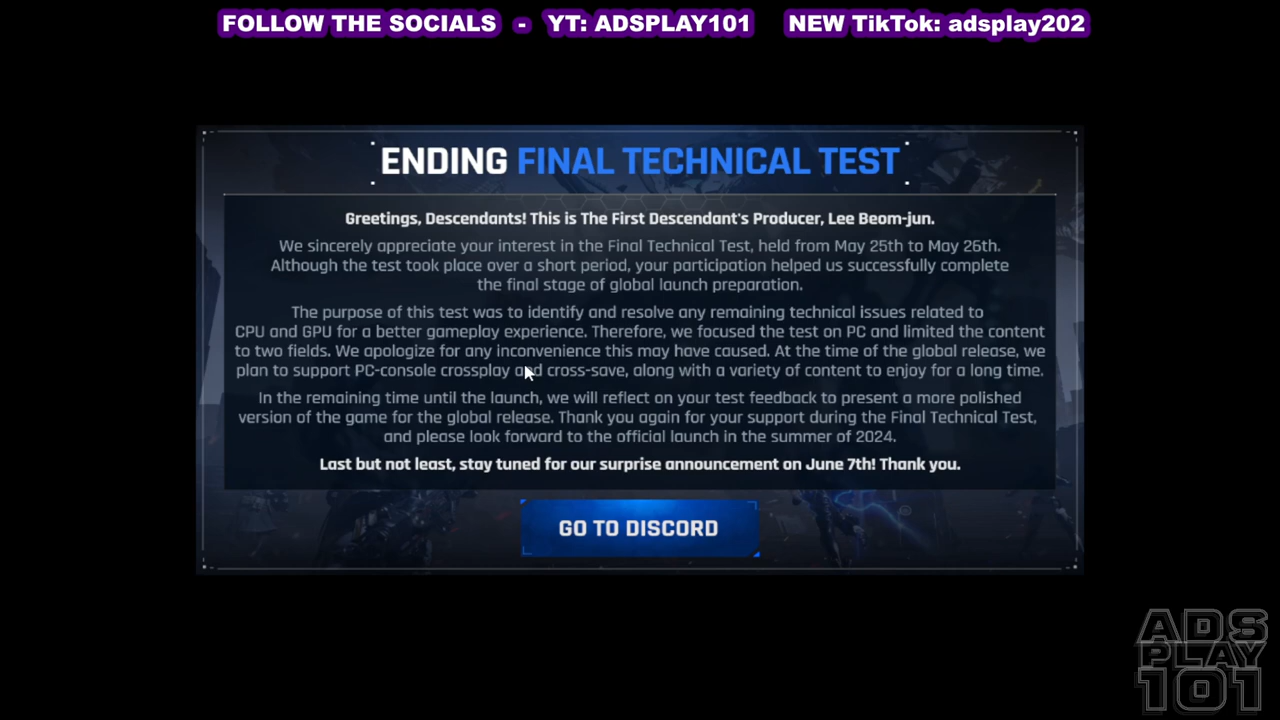 FOLLOW THE SOCIALS - YT: ADSPLAY101 NEW TikTok: adsplay202
ENDING FINAL TECHNICAL TEST
Greetings, Descendants! This is The First Descendant's Producer, Lee Beom-jun.
We sincerely appreciate your interest in the Final Technical Test, held from May 25th to May 26th.
Although the test took place over a short period, your participation helped us successfully complete
the final stage of global launch preparation.
The purpose of this test was to identify and resolve any remaining technical issues related to
CPU and GPU for a better gameplay experience. Therefore, we focused the test on PC and limited the content
to two fields. We apologize for any inconvenience this may have caused. At the time of the global release, we
plan to support PC-console crossplay and cross-save, along with a variety of content to enjoy for a long time.
In the remaining time until the launch, we will reflect on your test feedback to present a more polished
version of the game for the global release. Thank you again for your support during the Final Technical Test,
and please look forward to the official launch in the summer of 2024.
Last but not least, stay tuned for our surprise announcement on June 7th! Thank you.
GO TO DISCORD
ADS
PLAY
101